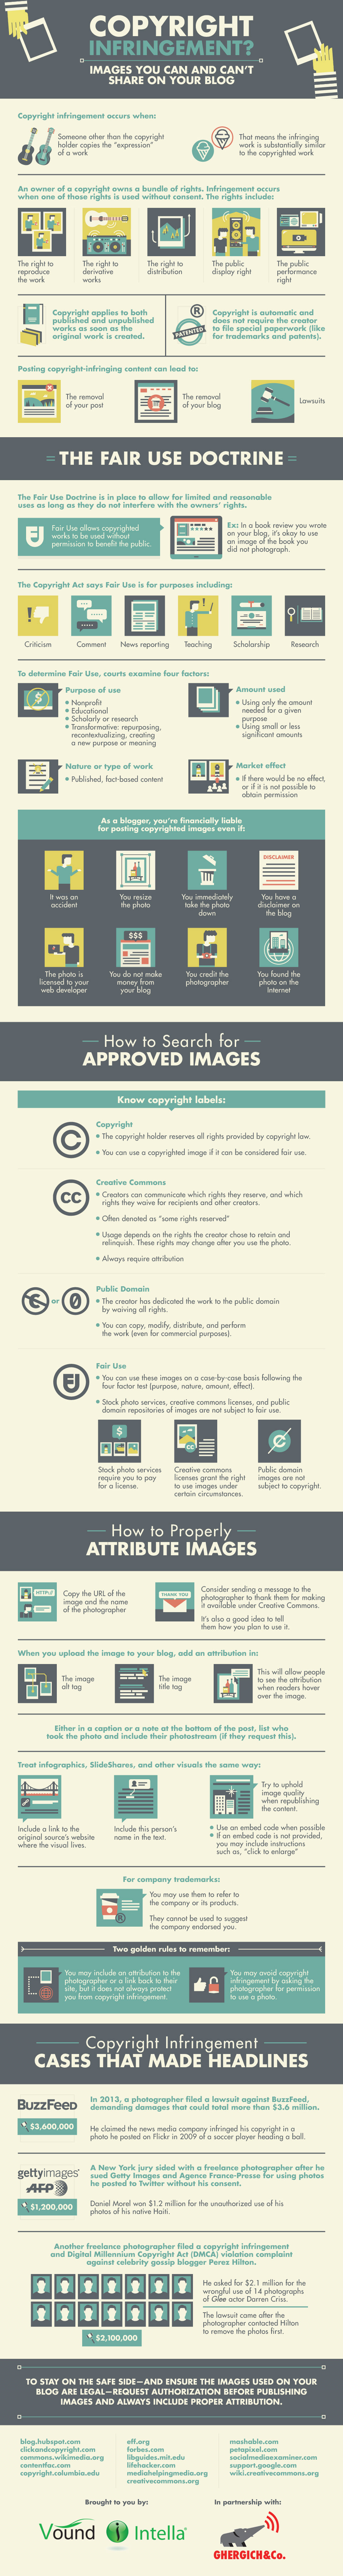 COPYRIGHT
INFRINGEMENT?
IMAGES YOU CAN AND CAN'T
SHARE ON YOUR BLOG
Copyright infringement occurs when:
Someone other than the copyright
holder copies the "expression"
of a work
That means the infringing
work is substantially similar
to the copyrighted work
An owner of a copyright owns a bundle of rights. Infringement occurs
when one of those rights is used without consent. The rights include:
The right to
reproduce
the work
The right to
derivative
works
The right to
distribution
The public
display right
The public
performance
right
Copyright applies to both
published and unpublished
works as soon as the
original work is created.
PATENTED
Copyright is automatic and
does not require the creator
to file special paperwork (like
for trademarks and patents).
Posting copyright-infringing content can lead to:
The removal
of your post
The removal
of your blog
Lawsuits
THE FAIR USE DOCTRINE
The Fair Use Doctrine is in place to allow for limited and reasonable
uses as long as they do not interfere with the owners' rights.
Fair Use allows copyrighted
works to be used without
permission to benefit the public.
Ex: In a book review you wrote
on your blog, it's okay to use
an image of the book you
did not photograph.
The Copyright Act says Fair Use is for purposes including:
Criticism
Comment
News reporting
Teaching
Scholarship
Research
To determine Fair Use, courts examine four factors:
Purpose of use
Nonprofit
Educational
Scholarly or research
Transformative: repurposing,
recontextualizing, creating
a new purpose or meaning
Amount used
Using only the amount
needed for a given
purpose
Using small or less
significant amounts
Nature or type of work
Published, fact-based content
Market effect
If there would be no effect,
or if it is not possible to
obtain permission
As a blogger, you're financially liable
for posting copyrighted images even if:
It was an
accident
You resize
the photo
You immediately
take the photo
down
DISCLAIMER
You have a
disclaimer on
the blog
The photo is
licensed to your
web developer
$$$
You do not make
money from
your blog
You credit the
photographer
You found the
photo on the
Internet
How to Search for
APPROVED IMAGES
Know copyright labels:
Copyright
The copyright holder reserves all rights provided by copyright law.
You can use a copyrighted image if it can be considered fair use.
Creative Commons
Creators can communicate which rights they reserve, and which
rights they waive for recipients and other creators.
Often denoted as "some rights reserved"
Usage depends on the rights the creator chose to retain and
relinquish. These rights may change after you use the photo.
Always require attribution
or
Public Domain
The creator has dedicated the work to the public domain
by waiving all rights.
You can copy, modify, distribute, and perform
the work (even for commercial purposes).
Fair Use
You can use these images on a case-by-case basis following the
four factor test (purpose, nature, amount, effect).
Stock photo services, creative commons licenses, and public
domain repositories of images are not subject to fair use.
Stock photo services
require you to pay
for a license.
Creative commons
licenses grant the right
to use images under
certain circumstances.
Public domain
images are not
subject to copyright.
How to Properly
ATTRIBUTE IMAGES
HTTP://
Copy the URL of the
image and the name
of the photographer
THANK YOU
Consider sending a message to the
photographer to thank them for making
it available under Creative Commons.
It's also a good idea to tell
them how you plan to use it.
When you upload the image to your blog, add an attribution in:
The image
alt tag
The image
title tag
This will allow people
to see the attribution
when readers hover
over the image.
Either in a caption or a note at the bottom of the post, list who
took the photo and include their photostream (if they request this).
Treat infographics, SlideShares, and other visuals the same way:
Include a link to the
original source's website
where the visual lives.
Include this person's
name in the text.
Try to uphold
image quality
when republishing
the content.
Use an embed code when possible
If an embed code is not provided,
you may include instructions
such as, "click to enlarge"
For company trademarks:
You may use them to refer to
the company or its products.
They cannot be used to suggest
the company endorsed you.
Two golden rules to remember:
You may include an attribution to the
photographer or a link back to their
site, but it does not always protect
you from copyright infringement.
You may avoid copyright
infringement by asking the
photographer for permission
to use a photo.
Copyright Infringement
CASES THAT MADE HEADLINES
BuzzFeed
$3,600,000
In 2013, a photographer filed a lawsuit against BuzzFeed,
demanding damages that could total more than $3.6 million.
He claimed the news media company infringed his copyright in a
photo he posted on Flickr in 2009 of a soccer player heading a ball.
gettyimages
AFP
$1,200,000
A New York jury sided with a freelance photographer after he
sued Getty Images and Agence France-Presse for using photos
he posted to Twitter without his consent.
Daniel Morel won $1.2 million for the unauthorized use of his
photos of his native Haiti.
Another freelance photographer filed a copyright infringement
and Digital Millennium Copyright Act (DMCA) violation complaint
against celebrity gossip blogger Perez Hilton.
$2,100,000
He asked for $2.1 million for the
wrongful use of 14 photographs
of Glee actor Darren Criss.
The lawsuit came after the
photographer contacted Hilton
to remove the photos first.
TO STAY ON THE SAFE SIDE—AND ENSURE THE IMAGES USED ON YOUR
BLOG ARE LEGAL—REQUEST AUTHORIZATION BEFORE PUBLISHING
IMAGES AND ALWAYS INCLUDE PROPER ATTRIBUTION.
blog.hubspot.com
clickandcopyright.com
commons.wikimedia.org
contentfac.com
copyright.columbia.edu
eff.org
forbes.com
libguides.mit.edu
lifehacker.com
mediahelpingmedia.org
creativecommons.org
mashable.com
petapixel.com
socialmediaexaminer.com
support.google.com
wiki.creativecommons.org
Brought to you by:
Vound
Intella
In partnership with:
GHERGICH&Co.